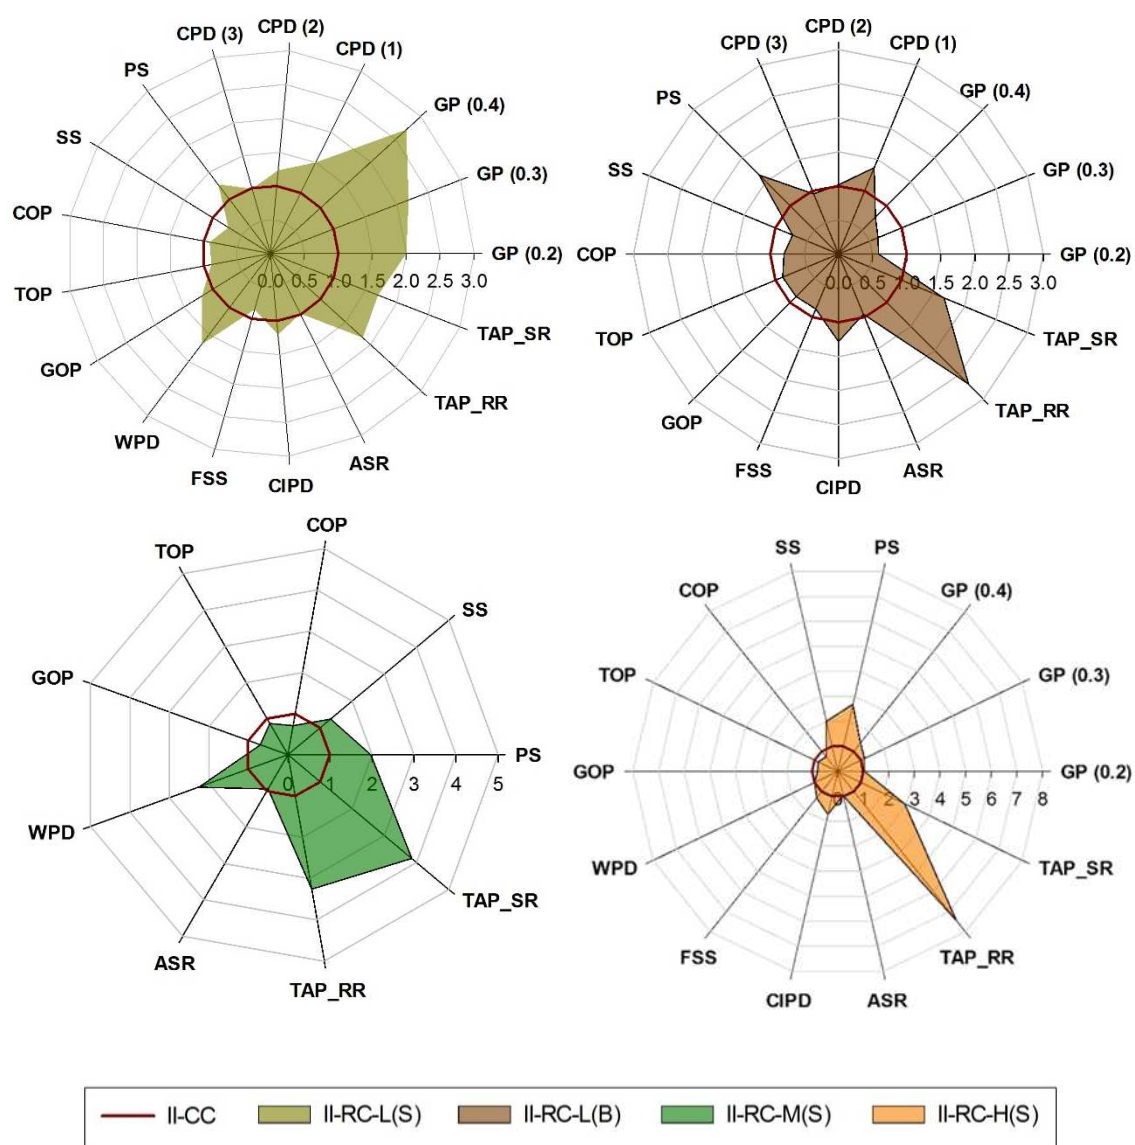 CPD (2)
CPD (3)
CPD (1)
PS
GP (0.4)
SS
GP (0.3)
COP
GP (0.2)
0.0 0.5 1.0 1.5 2.0 2.5 3.0
TOP
TAP_SR
GOP
TAP_RR
WPD
ASR
FSS
CIPD
CPD (2)
CPD (3)
CPD (1)
PS
GP (0.4)
SS
GP (0.3)
COP
GP (0.2)
0.0 0.5 1.0 1.5 2.0 2.5 3.0
TOP
TAP_SR
GOP
TAP_RR
FSS
ASR
CIPD
COP
TOP
SS
GOP
PS
0 1 2 3 4 5
WPD
TAP_SR
ASR
TAP_RR
SS
PS
COP
GP (0.4)
TOP
GP (0.3)
GOP
GP (0.2)
0 1 2 3 4 5 6 7 8
WPD
TAP_SR
FSS
TAP_RR
CIPD
ASR
II-CC II-RC-L(S) II-RC-L(B) II-RC-M(S) II-RC-H(S)